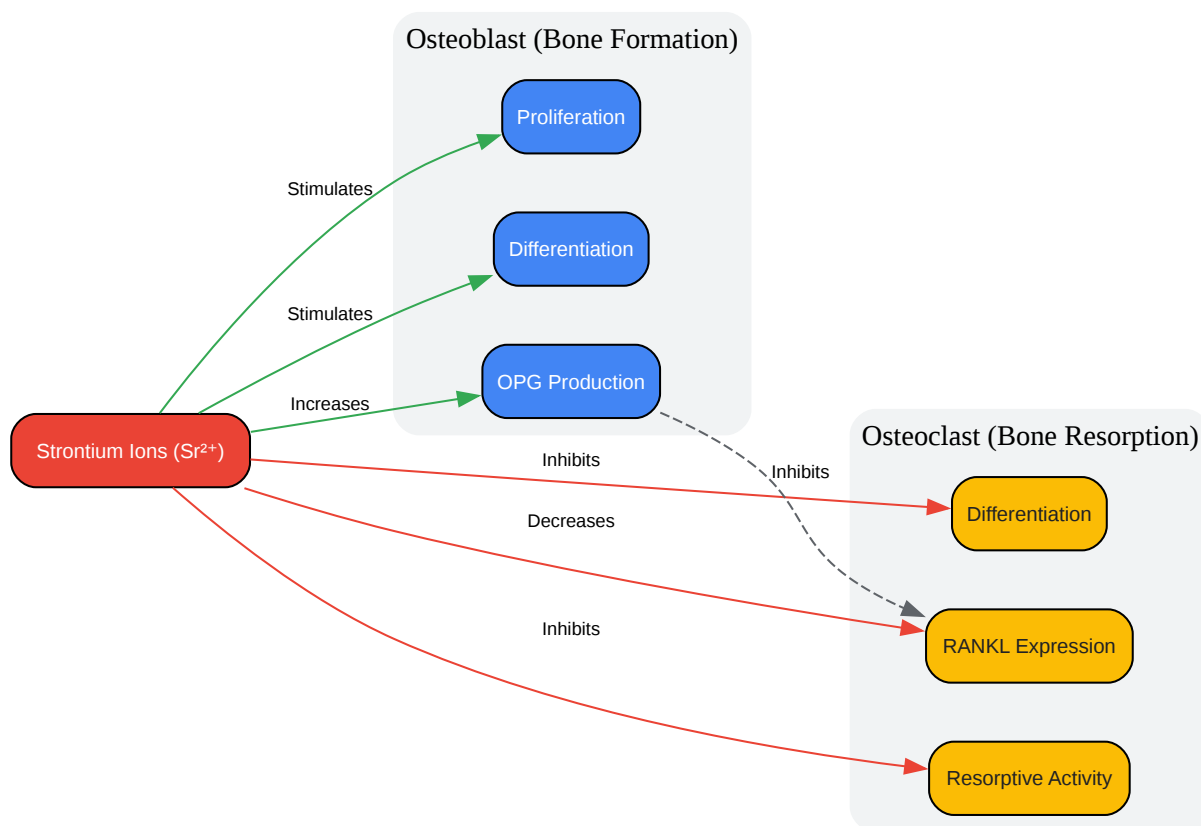 Osteoblast (Bone Formation)
Proliferation
Stimulates
Differentiation
Stimulates
OPG Production
Increases
Strontium Ions (Sr²⁺)
Osteoclast (Bone Resorption)
Inhibits
Inhibits
Differentiation
Decreases
RANKL Expression
Inhibits
Resorptive Activity